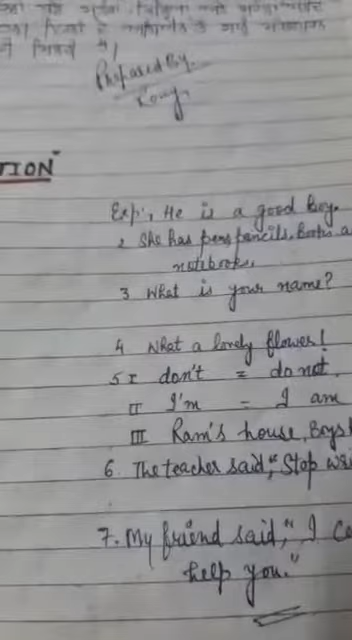 में
Prepared By.
TION
Exp:, He is a good Boy.
2 She has pens pencils, Books a
notebooks.
3 What is your name?
4 What a lovely flower!
5 I don't = do not.
II I'm = I am
III Ram's house, Boys
6. The teacher said, "Stop wri
7. My friend said, "I ca
help you."